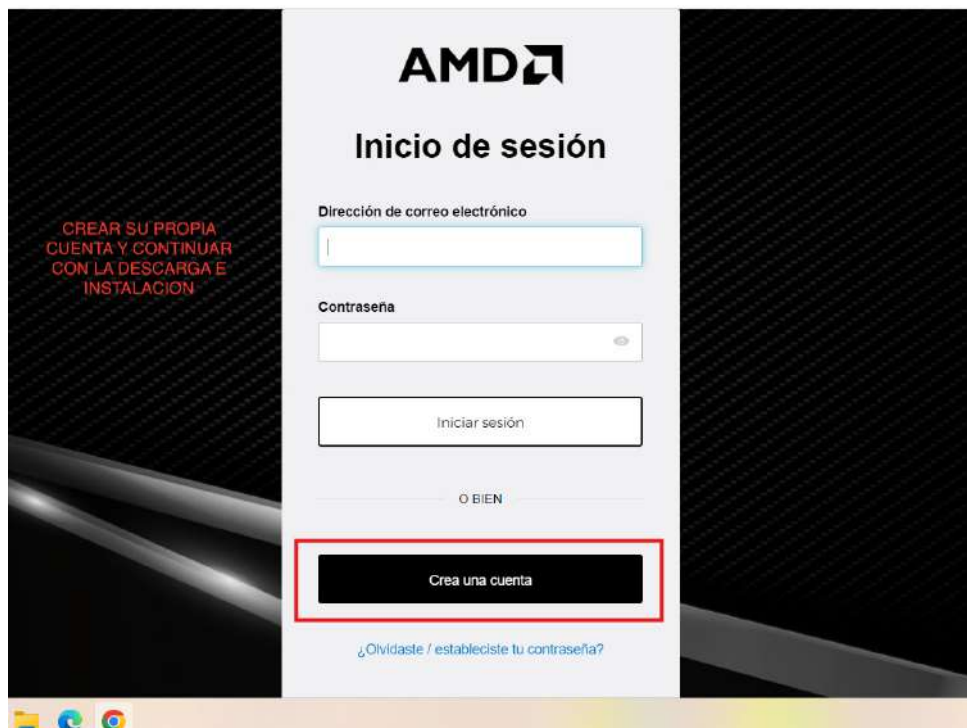 AMD
Inicio de sesión
Dirección de correo electrónico
CREAR SU PROPIA
CUENTA Y CONTINUAR
CON LA DESCARGA E
INSTALACION
Contraseña
Iniciar sesión
O BIEN
Crea una cuenta
¿Olvidaste / estableciste tu contraseña?